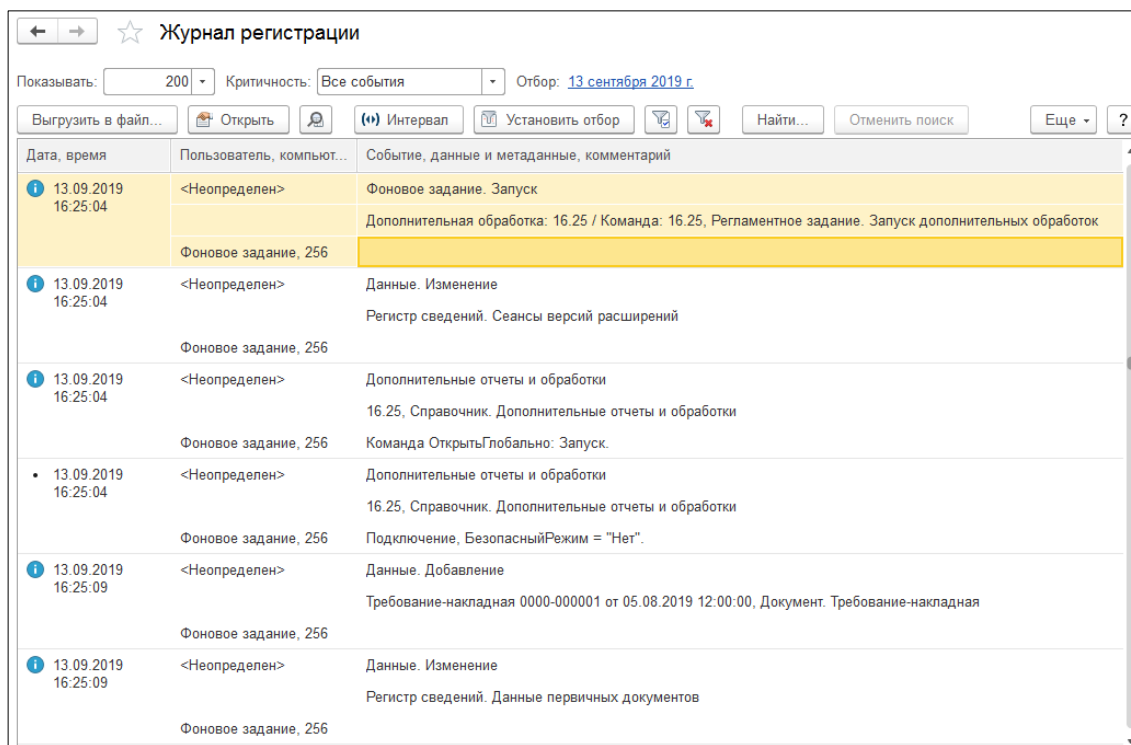 Журнал регистрации
Показывать: 200 Критичность: Все события Отбор: 13 сентября 2019 г.
Выгрузить в файл... Открыть Интервал Установить отбор Найти... Отменить поиск Еще ?
Дата, время Пользователь, компьют... Событие, данные и метаданные, комментарий
13.09.2019 <Неопределен> Фоновое задание. Запуск
16:25:04
Дополнительная обработка: 16.25 / Команда: 16.25, Регламентное задание. Запуск дополнительных обработок
Фоновое задание, 256
13.09.2019 <Неопределен> Данные. Изменение
16:25:04
Регистр сведений. Сеансы версий расширений
Фоновое задание, 256
13.09.2019 <Неопределен> Дополнительные отчеты и обработки
16:25:04
16.25, Справочник. Дополнительные отчеты и обработки
Фоновое задание, 256 Команда ОткрытьГлобально: Запуск.
13.09.2019 <Неопределен> Дополнительные отчеты и обработки
16:25:04
16.25, Справочник. Дополнительные отчеты и обработки
Фоновое задание, 256 Подключение, БезопасныйРежим = "Нет".
13.09.2019 <Неопределен> Данные. Добавление
16:25:09
Требование-накладная 0000-000001 от 05.08.2019 12:00:00, Документ. Требование-накладная
Фоновое задание, 256
13.09.2019 <Неопределен> Данные. Изменение
16:25:09
Регистр сведений. Данные первичных документов
Фоновое задание, 256